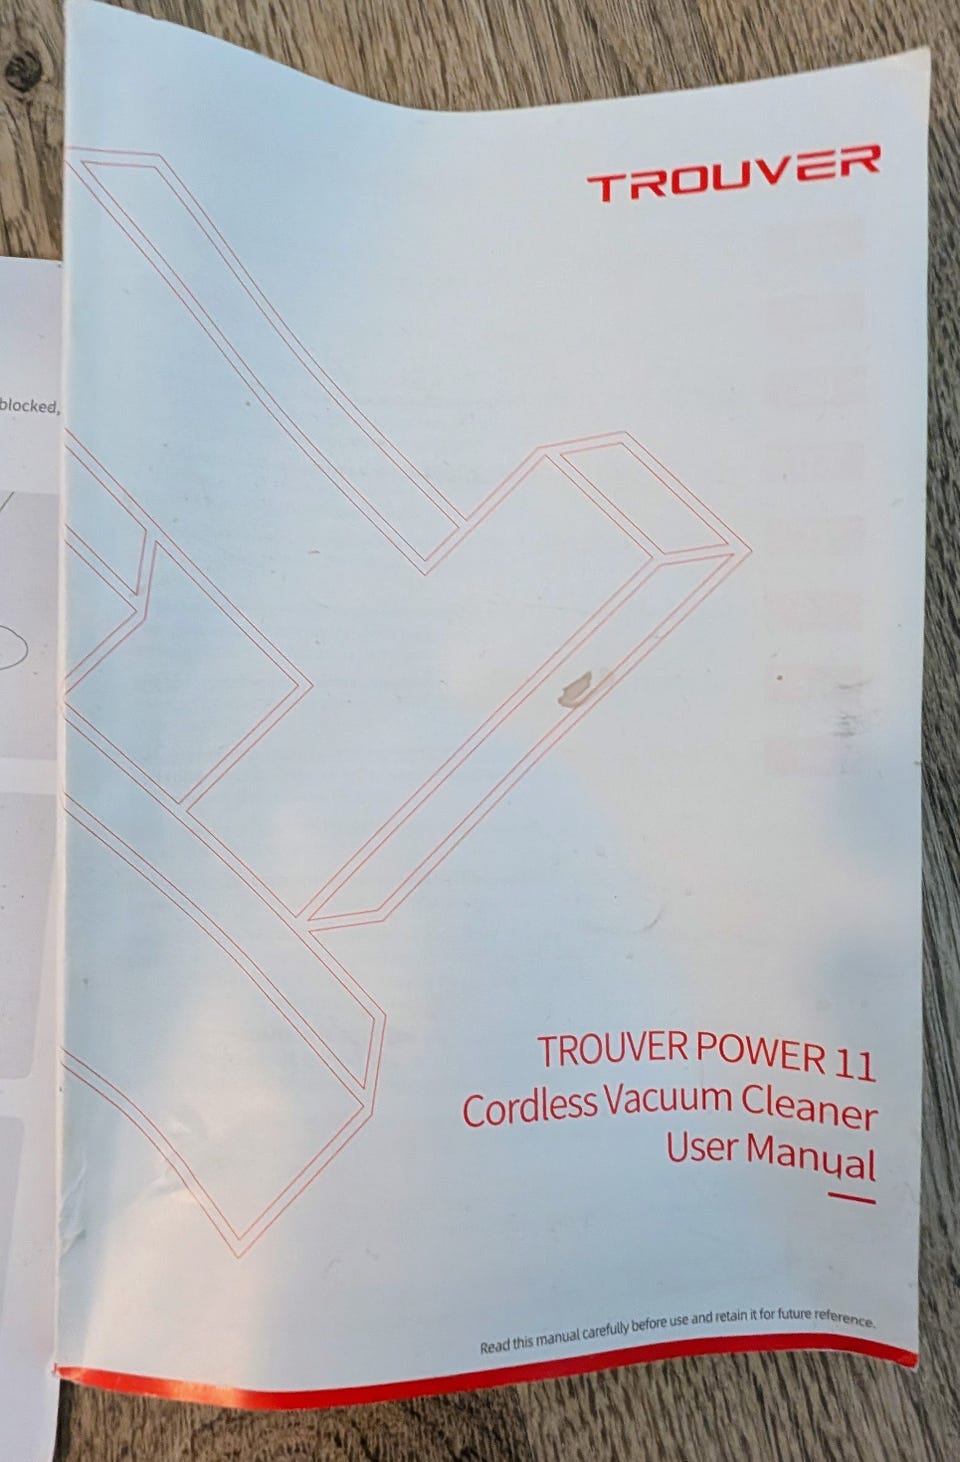 TROUVER
blocked,
TROUVER POWER 11
Cordless Vacuum Cleaner
User Manual
Read this manual carefully before use and retain it for future reference.